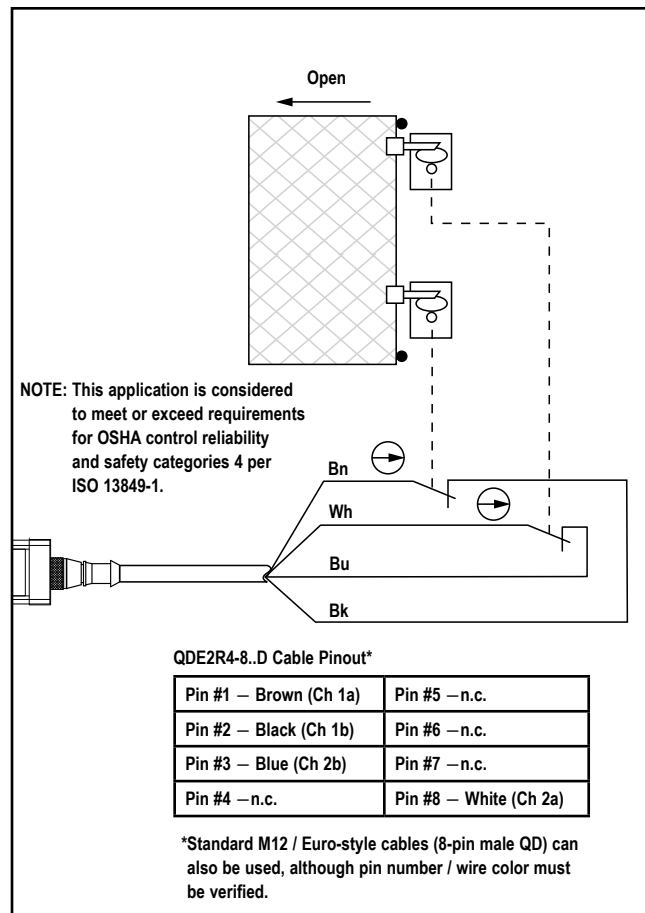 Open
NOTE: This application is considered
to meet or exceed requirements
for OSHA control reliability
and safety categories 4 per
ISO 13849-1.
Bn
Wh
Bu
Bk
QDE2R4-8..D Cable Pinout*
Pin #1 — Brown (Ch 1a)
Pin #5 —n.c.
Pin #2 — Black (Ch 1b)
Pin #6 —n.c.
Pin #3 — Blue (Ch 2b)
Pin #7 —n.c.
Pin #4 —n.c.
Pin #8 — White (Ch 2a)
*Standard M12 / Euro-style cables (8-pin male QD) can
also be used, although pin number / wire color must
be verified.